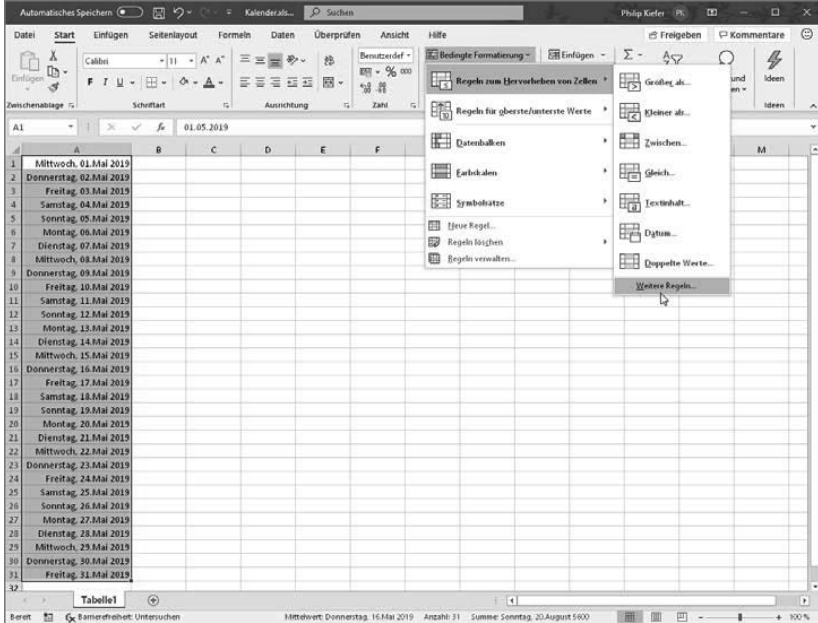 Automatisches Speichern Kalender.xls... Suchen Philip Kiefer PK
Datei Start Einfügen Seitenlayout Formeln Daten Überprüfen Ansicht Hilfe Freigeben Kommentare
Einfügen Calibri 11 A A Benutzerdef Bedingte Formatierung Einfügen Σ
F K U A % 000 und Ideen
Zwischenablage Schriftart Ausrichtung Zahl Ideen
Regeln zum Hervorheben von Zellen
Regeln für oberste/unterste Werte
Datenbalken
Farbskalen
Symbolsätze
Neue Regel...
Regeln löschen
Regeln verwalten...
Größer als...
Kleiner als...
Zwischen...
Gleich...
Textinhalt...
Datum...
Doppelte Werte...
Weitere Regeln...
A1 fx 01.05.2019
A B C D E F M
1 Mittwoch, 01.Mai 2019
2 Donnerstag, 02.Mai 2019
3 Freitag, 03.Mai 2019
4 Samstag, 04.Mai 2019
5 Sonntag, 05.Mai 2019
6 Montag, 06.Mai 2019
7 Dienstag, 07.Mai 2019
8 Mittwoch, 08.Mai 2019
9 Donnerstag, 09.Mai 2019
10 Freitag, 10.Mai 2019
11 Samstag, 11.Mai 2019
12 Sonntag, 12.Mai 2019
13 Montag, 13.Mai 2019
14 Dienstag, 14.Mai 2019
15 Mittwoch, 15.Mai 2019
16 Donnerstag, 16.Mai 2019
17 Freitag, 17.Mai 2019
18 Samstag, 18.Mai 2019
19 Sonntag, 19.Mai 2019
20 Montag, 20.Mai 2019
21 Dienstag, 21.Mai 2019
22 Mittwoch, 22.Mai 2019
23 Donnerstag, 23.Mai 2019
24 Freitag, 24.Mai 2019
25 Samstag, 25.Mai 2019
26 Sonntag, 26.Mai 2019
27 Montag, 27.Mai 2019
28 Dienstag, 28.Mai 2019
29 Mittwoch, 29.Mai 2019
30 Donnerstag, 30.Mai 2019
31 Freitag, 31.Mai 2019
32
Tabelle1
Bereit Barrierefreiheit: Untersuchen Mittelwert: Donnerstag, 16.Mai 2019 Anzahl: 31 Summe: Sonntag, 20.August 5600 100 %